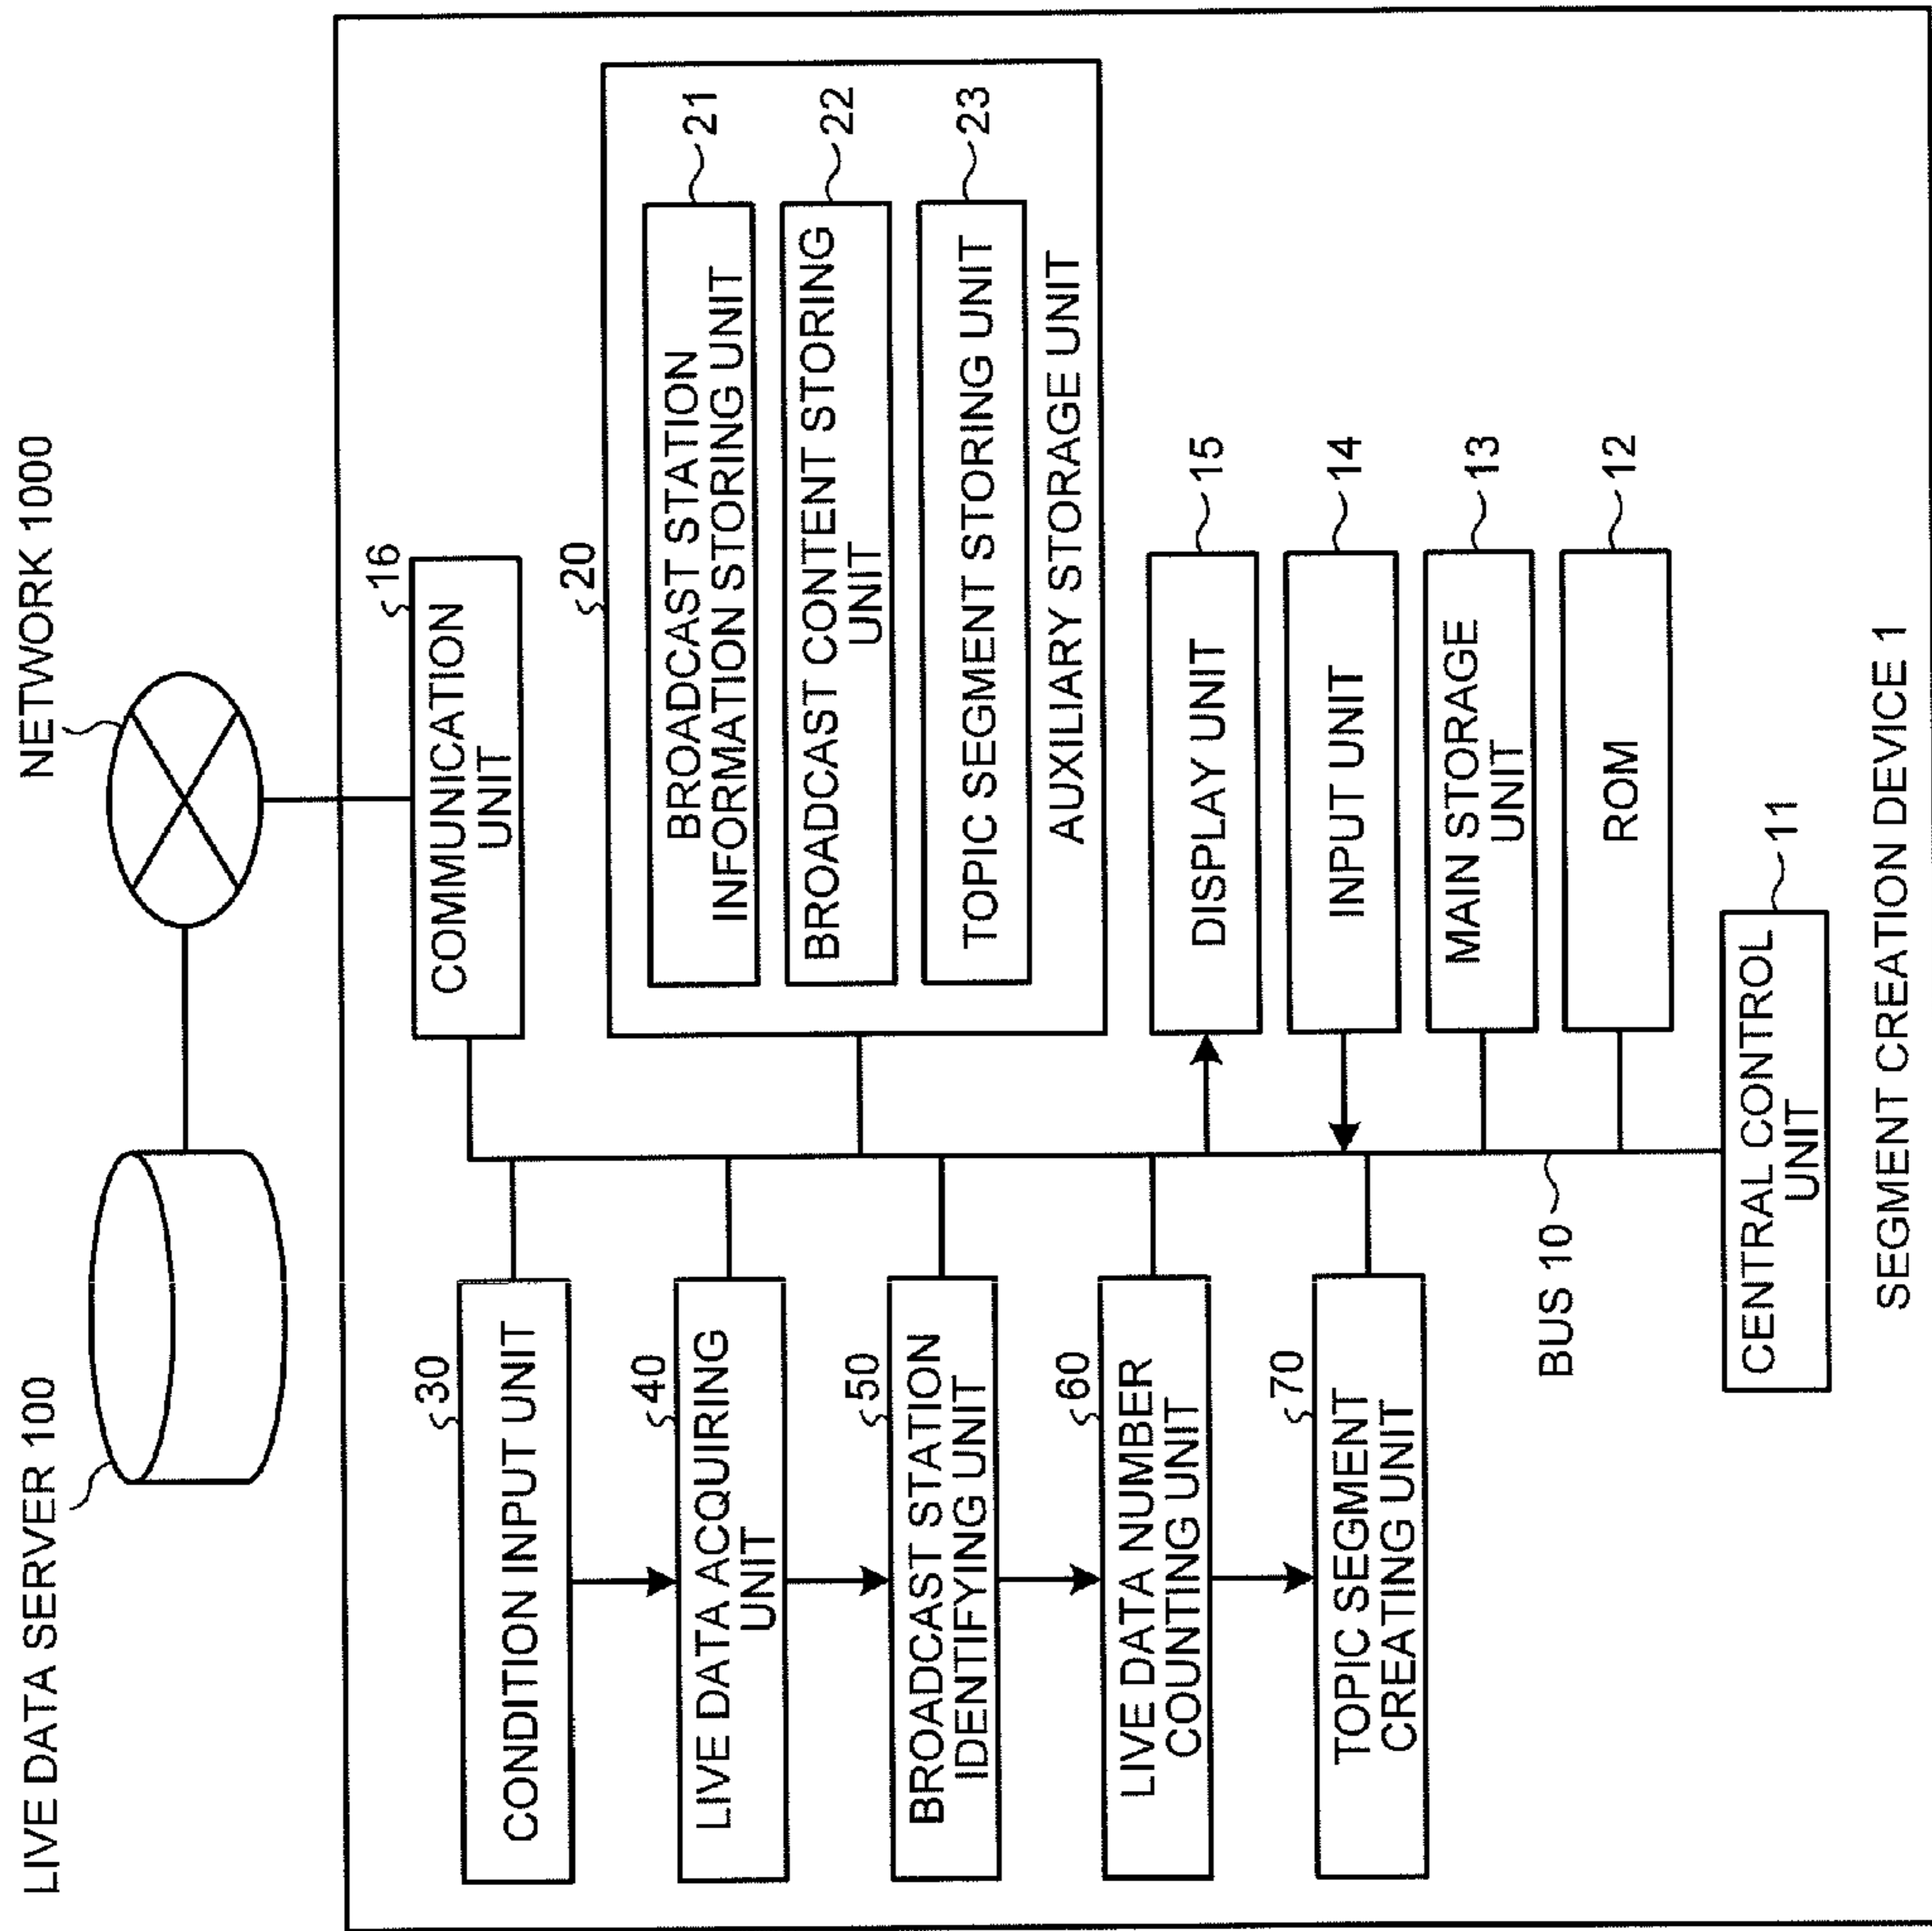 LIVE DATA SERVER 100
NETWORK 1000
16
COMMUNICATION
UNIT
20
BROADCAST STATION
INFORMATION STORING UNIT
21
BROADCAST CONTENT STORING
UNIT
22
TOPIC SEGMENT STORING UNIT
23
AUXILIARY STORAGE UNIT
30
CONDITION INPUT UNIT
40
LIVE DATA ACQUIRING
UNIT
50
BROADCAST STATION
IDENTIFYING UNIT
60
LIVE DATA NUMBER
COUNTING UNIT
70
TOPIC SEGMENT
CREATING UNIT
DISPLAY UNIT
15
INPUT UNIT
14
MAIN STORAGE
UNIT
13
ROM
12
BUS 10
CENTRAL CONTROL
UNIT
11
SEGMENT CREATION DEVICE 1